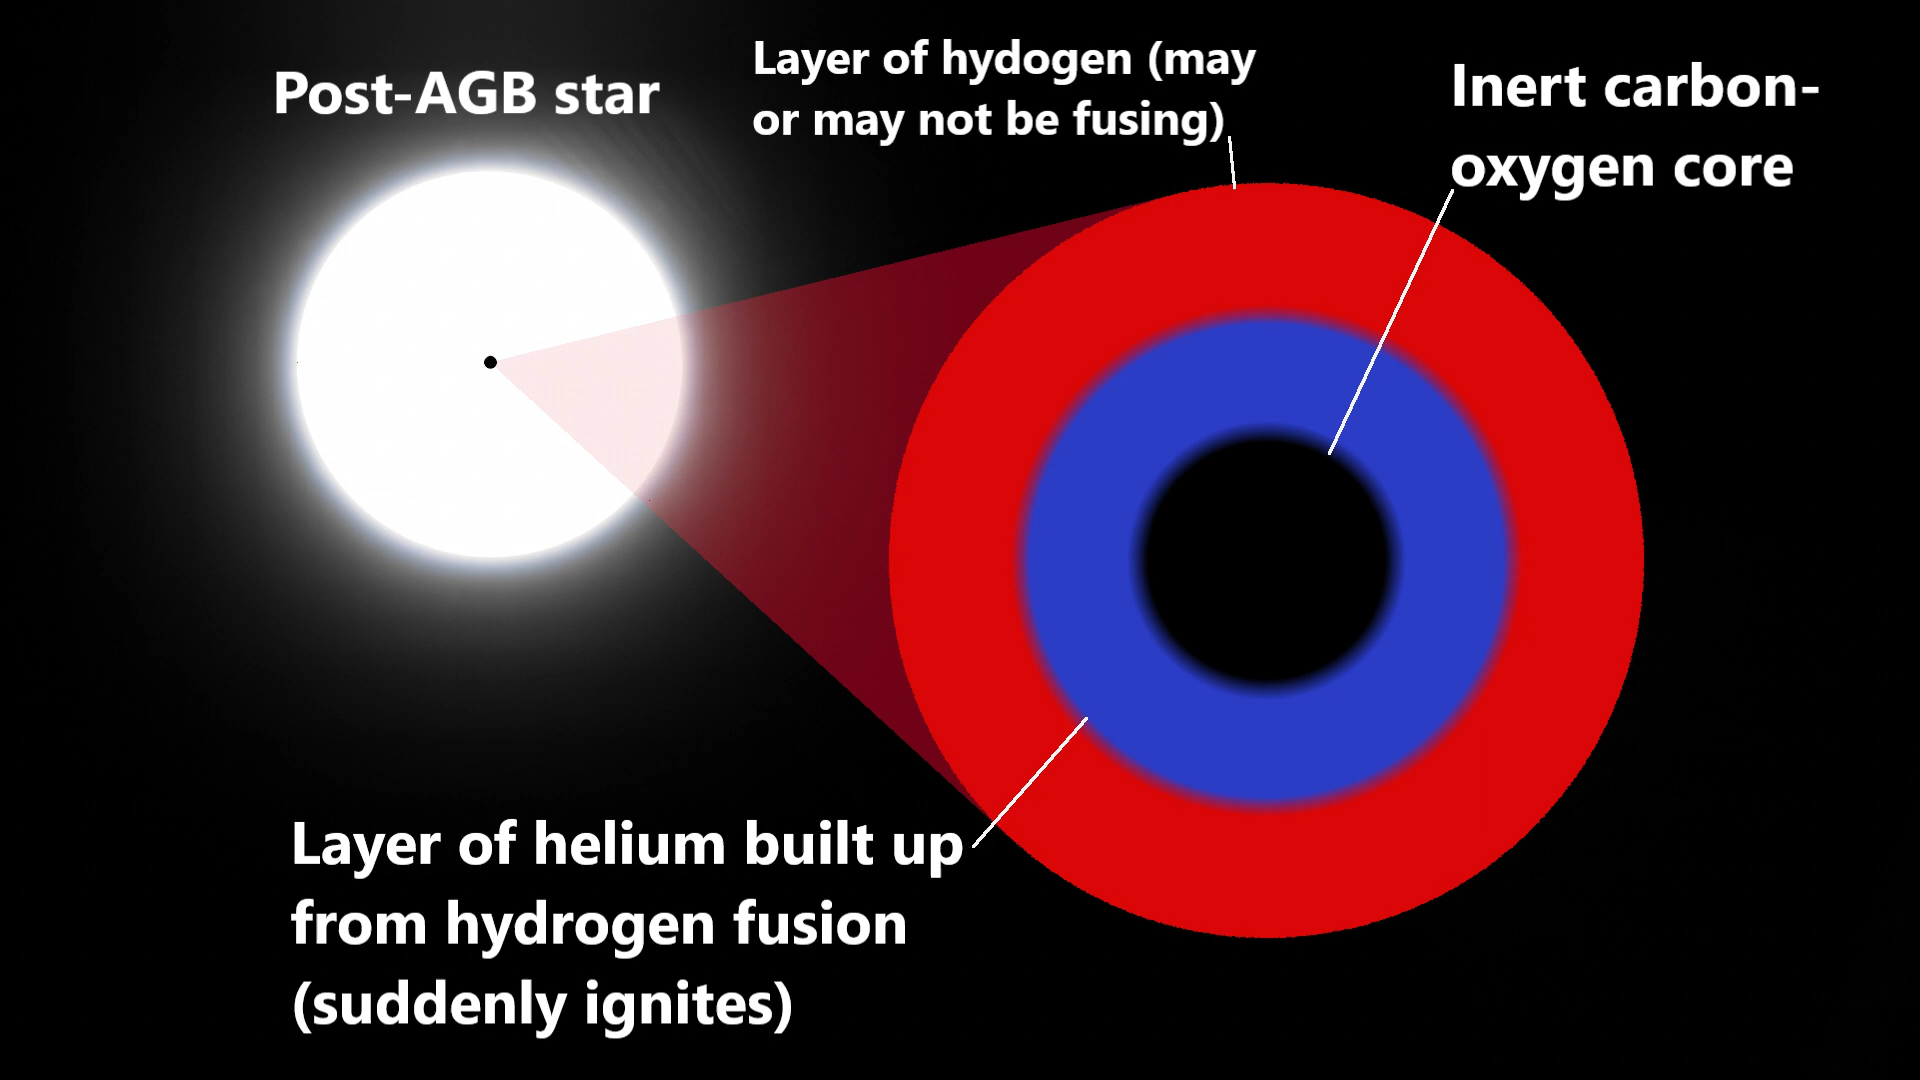 Post-AGB star
Layer of hydogen (may
or may not be fusing)
Inert carbon-
oxygen core
Layer of helium built up
from hydrogen fusion
(suddenly ignites)